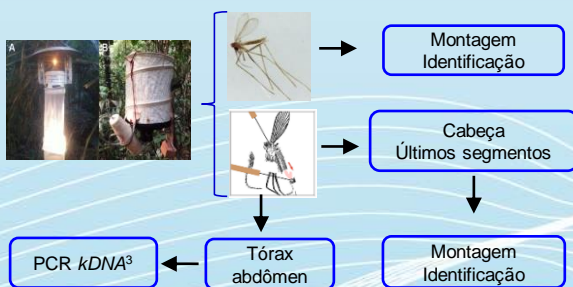 A
B
Montagem
Identificação
Cabeça
Últimos segmentos
PCR kDNA³
Tórax
abdômen
Montagem
Identificação